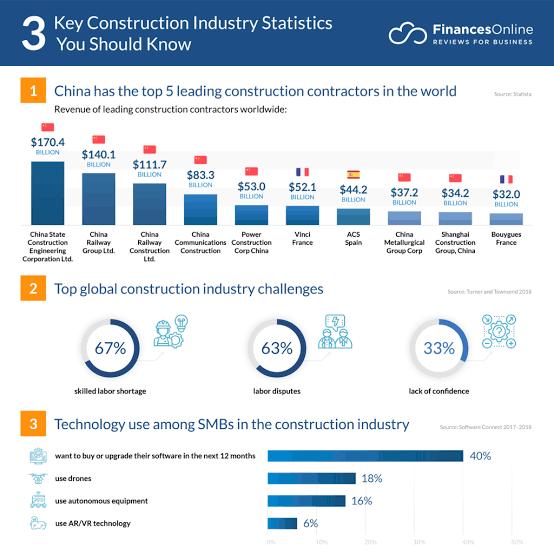 3 Key Construction Industry Statistics
You Should Know
FinancesOnline
REVIEWS FOR BUSINESS
1 China has the top 5 leading construction contractors in the world
Source: Statista
Revenue of leading construction contractors worldwide:
$170.4
BILLION
$140.1
BILLION
$111.7
BILLION
$83.3
BILLION
$53.0
BILLION
$52.1
BILLION
$44.2
BILLION
$37.2
BILLION
$34.2
BILLION
$32.0
BILLION
China State
Construction
Engineering
Corporation Ltd.
China
Railway
Group Ltd.
China
Railway
Construction
Ltd.
China
Communications
Construction
Power
Construction
Corp China
Vinci
France
ACS
Spain
China
Metallurgical
Group Corp
Shanghai
Construction
Group, China
Bouygues
France
2 Top global construction industry challenges
Source: Turner and Townsend 2018
67%
skilled labor shortage
63%
labor disputes
33%
lack of confidence
3 Technology use among SMBs in the construction industry
Source: Software Connect 2017-2018
want to buy or upgrade their software in the next 12 months
40%
use drones
18%
use autonomous equipment
16%
use AR/VR technology
6%
0% 10% 20% 30% 40% 50%